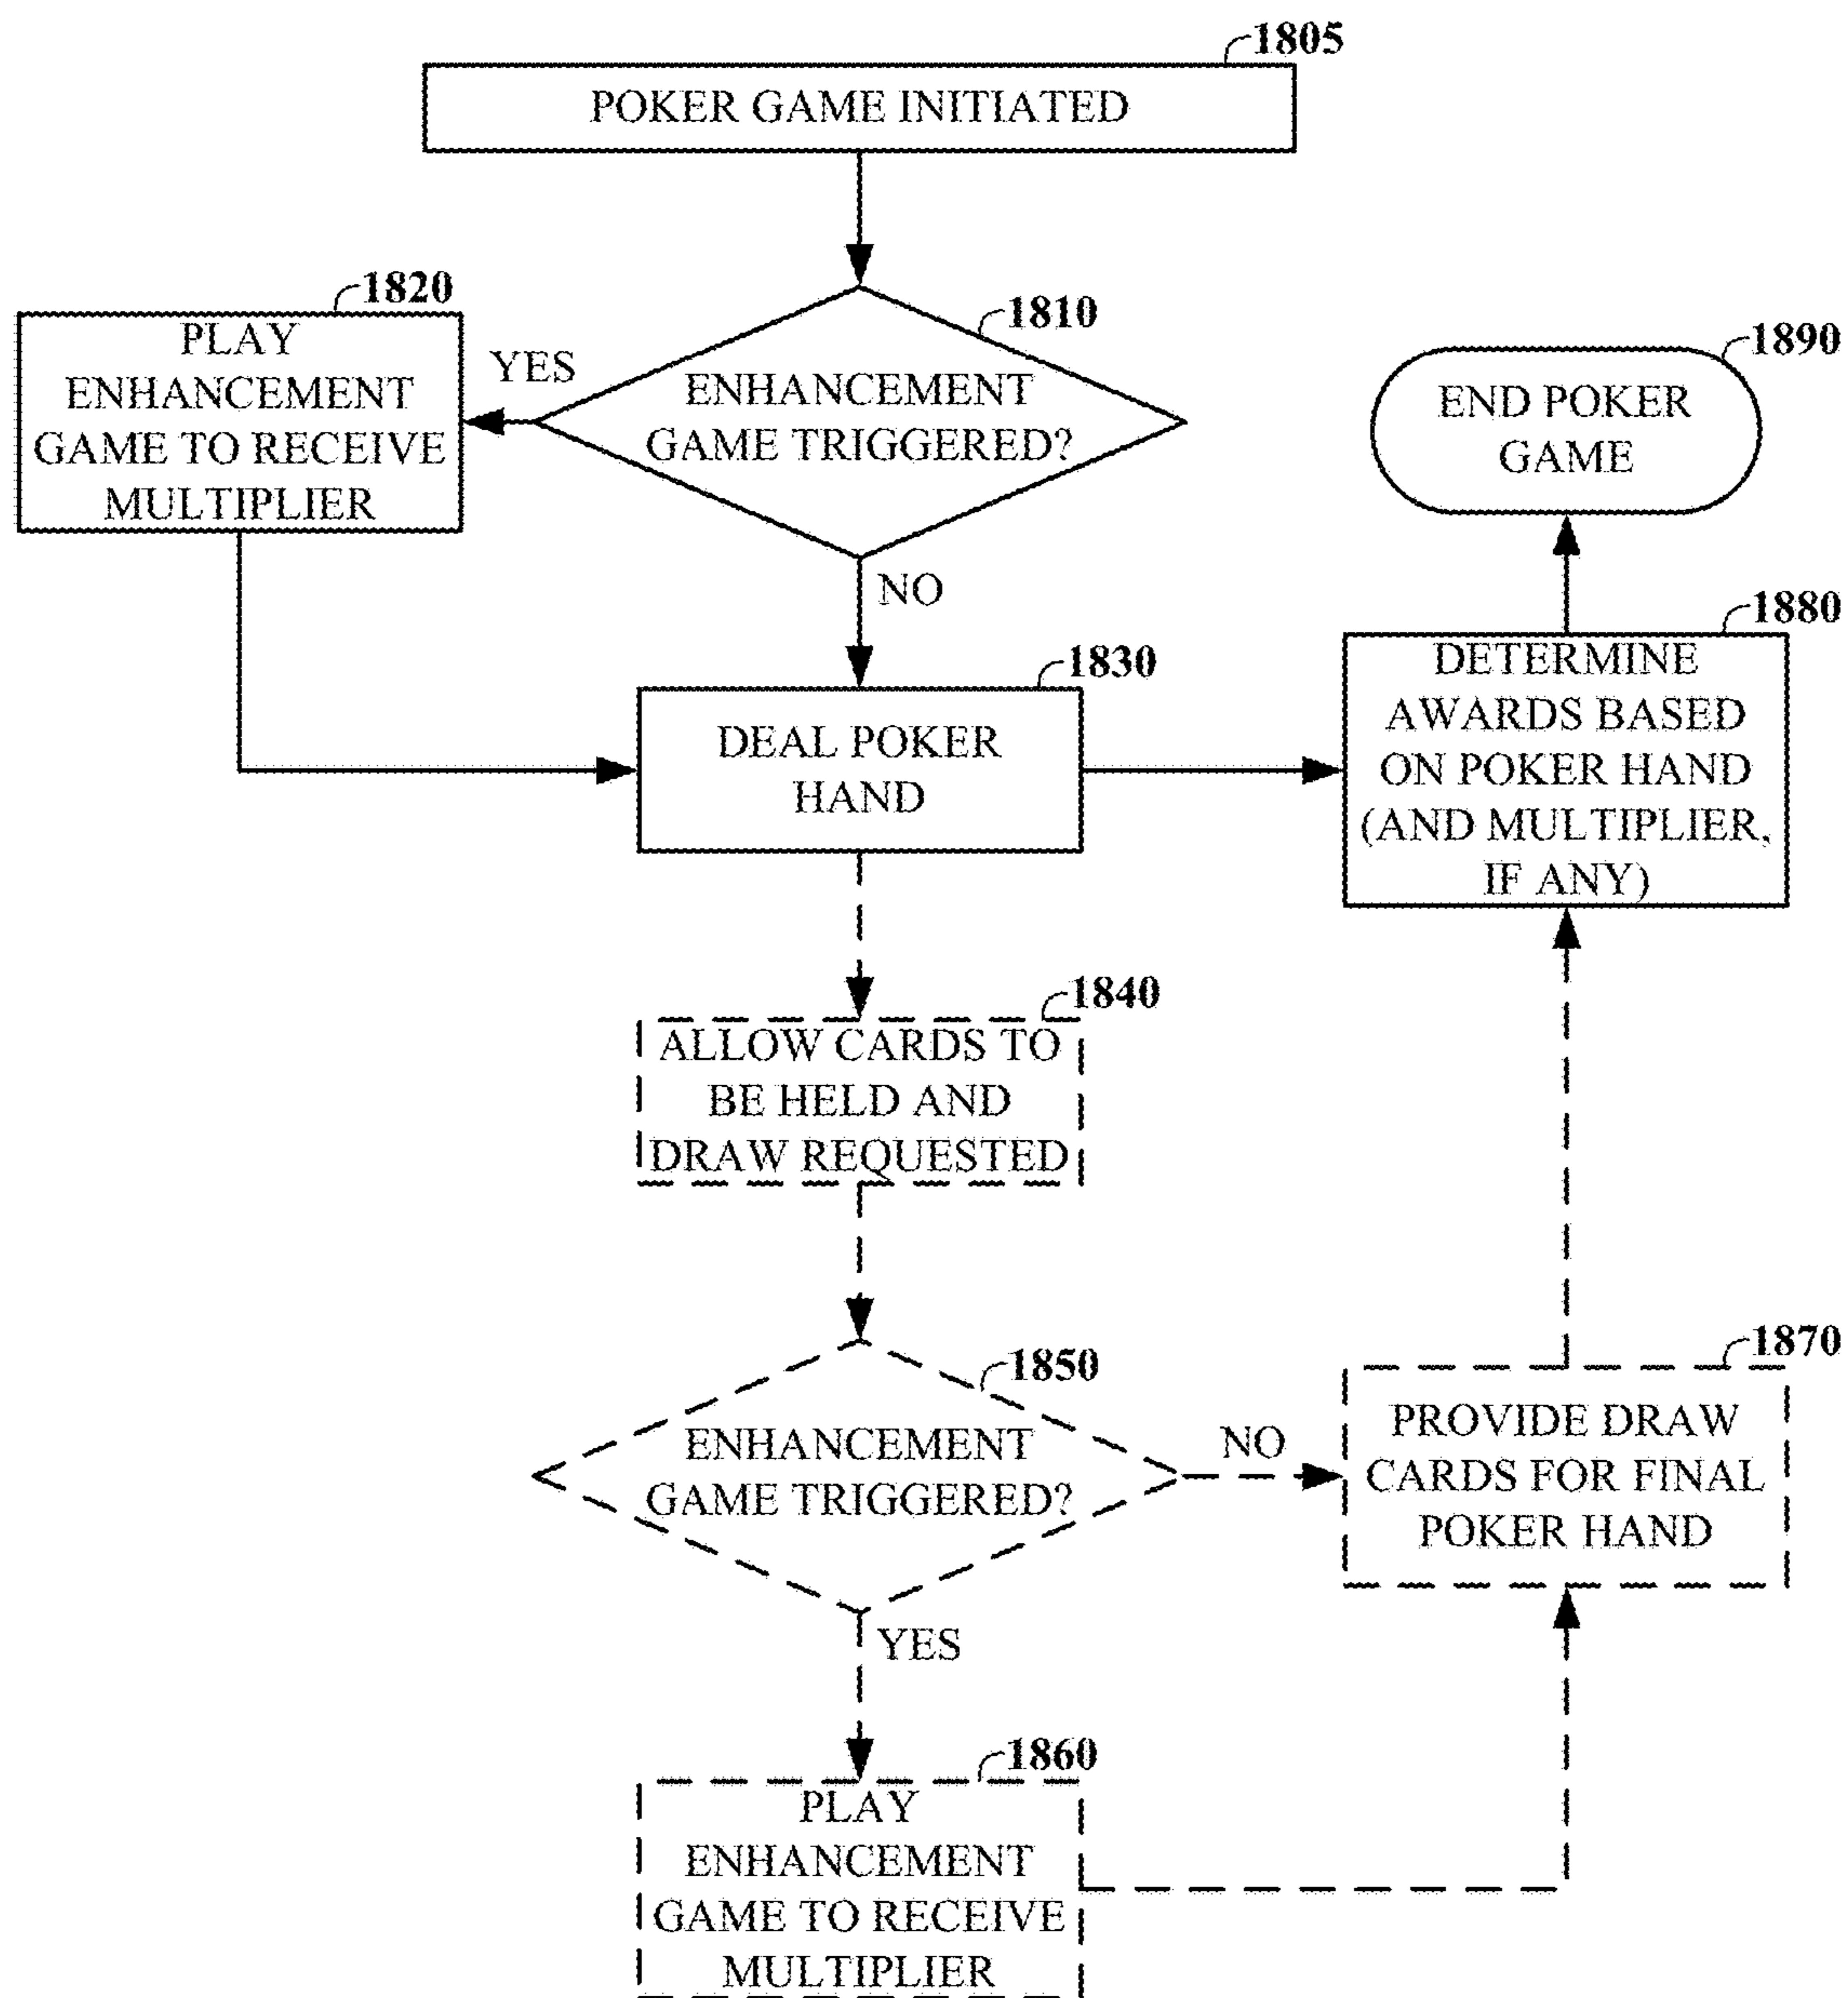 1805
POKER GAME INITIATED
1820
PLAY
ENHANCEMENT
GAME TO RECEIVE
MULTIPLIER
YES
1810
ENHANCEMENT
GAME TRIGGERED?
NO
1890
END POKER
GAME
1830
DEAL POKER
HAND
1880
DETERMINE
AWARDS BASED
ON POKER HAND
(AND MULTIPLIER,
IF ANY)
1840
ALLOW CARDS TO
BE HELD AND
DRAW REQUESTED
1850
ENHANCEMENT
GAME TRIGGERED?
NO
YES
1870
PROVIDE DRAW
CARDS FOR FINAL
POKER HAND
1860
PLAY
ENHANCEMENT
GAME TO RECEIVE
MULTIPLIER